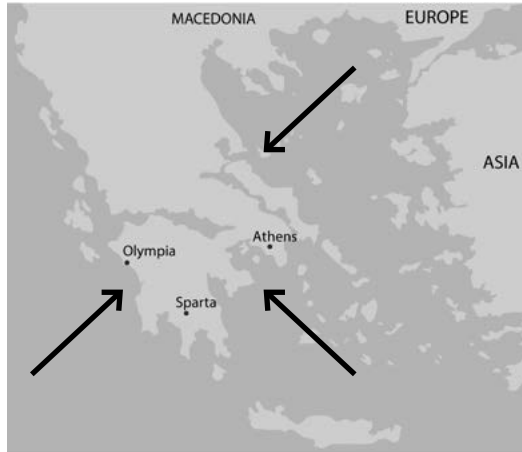 MACEDONIA
EUROPE
ASIA
Athens
Olympia
Sparta